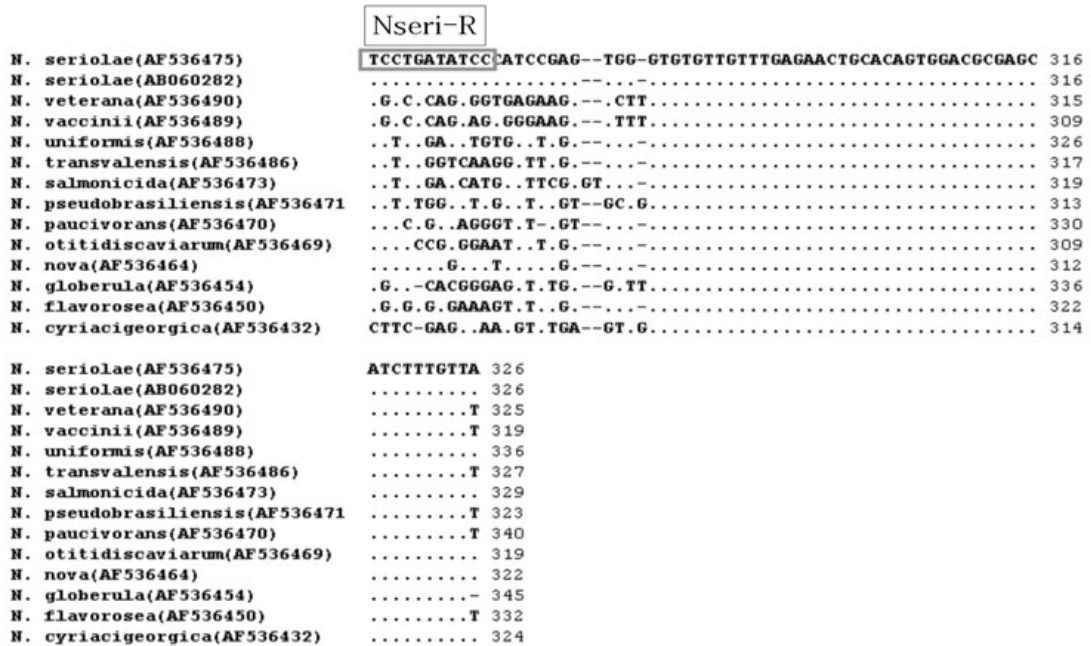 Nseri-R
N. seriolae(AF536475) TCCTGATATCCCATCCGAG--TGG-GTGTGTTGTTTGAGAACTGCACAGTGGACGCGAGC 316
N. seriolae(AB060282) ...................--...-................................... 316
N. veterana(AF536490) .G.C.CAG.GGTGAGAAG.--.CTT................................... 315
N. vaccinii(AF536489) .G.C.CAG.AG.GGGAAG.--.TTT................................... 309
N. uniformis(AF536488) ..T..GA..TGTG..T.G.--...-................................... 326
N. transvalensis(AF536486) ..T..GGTCAAGG.TT.G.--...-................................... 317
N. salmonicida(AF536473) ..T..GA.CATG..TTCG.GT...-................................... 319
N. pseudobrasiliensis(AF536471 ..T.TGG..T.G..T..GT--GC.G................................... 313
N. paucivorans(AF536470) ...C.G..AGGGT.T-.GT--...-................................... 330
N. otitidiscaviarum(AF536469) ....CCG.GGAAT..T.G.--...-................................... 309
N. nova(AF536464) .......G...T.....G.--...-................................... 312
N. globerula(AF536454) .G..-CACGGGAG.T.TG.--G.TT................................... 336
N. flavorosea(AF536450) .G.G.G.GAAAGT.T..G.--...-................................... 322
N. cyriacigeorgica(AF536432) CTTC-GAG..AA.GT.TGA--GT.G................................... 314
N. seriolae(AF536475) ATCTTTGTTA 326
N. seriolae(AB060282) .......... 326
N. veterana(AF536490) .........T 325
N. vaccinii(AF536489) .........T 319
N. uniformis(AF536488) .......... 336
N. transvalensis(AF536486) .........T 327
N. salmonicida(AF536473) .......... 329
N. pseudobrasiliensis(AF536471 .........T 323
N. paucivorans(AF536470) .........T 340
N. otitidiscaviarum(AF536469) .......... 319
N. nova(AF536464) .......... 322
N. globerula(AF536454) .........- 345
N. flavorosea(AF536450) .........T 332
N. cyriacigeorgica(AF536432) .......... 324